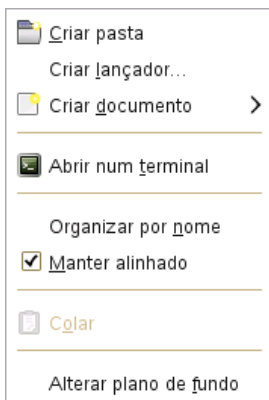 Criar pasta
Criar lançador...
Criar documento
Abrir num terminal
Organizar por nome
Manter alinhado
Colar
Alterar plano de fundo